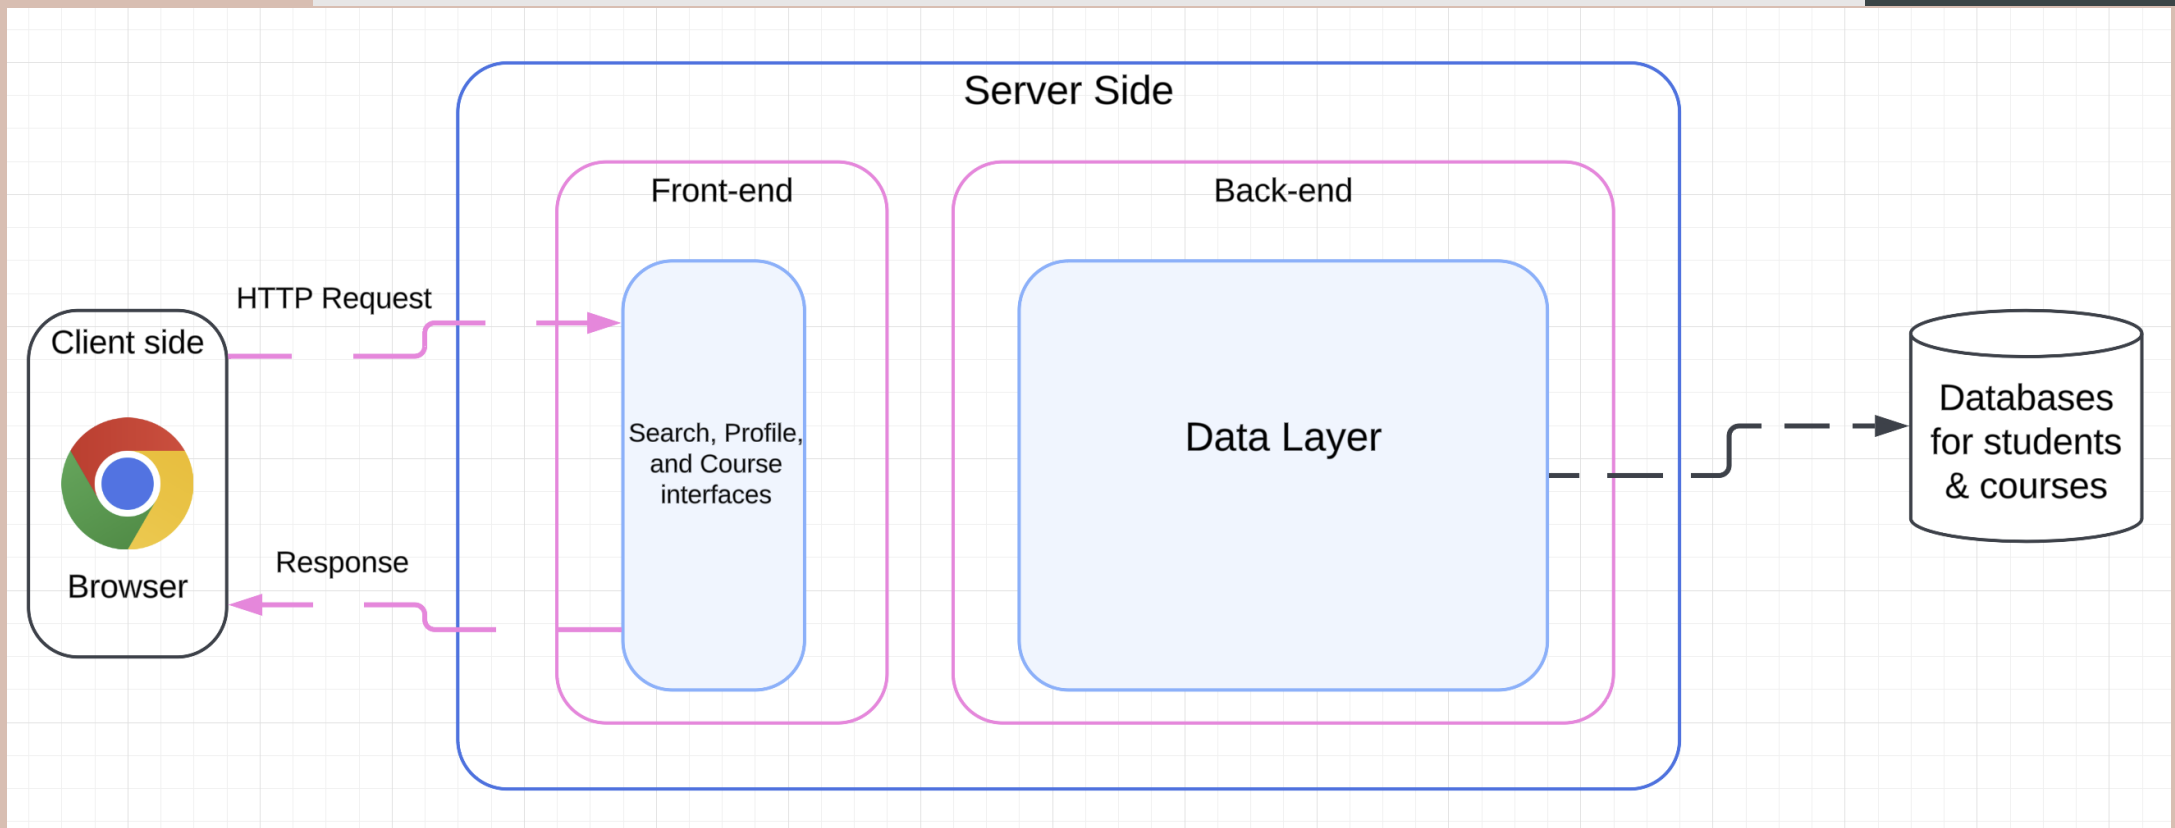 Server Side
Front-end
Back-end
HTTP Request
Client side
Browser
Response
Search, Profile,
and Course
interfaces
Data Layer
Databases
for students
& courses